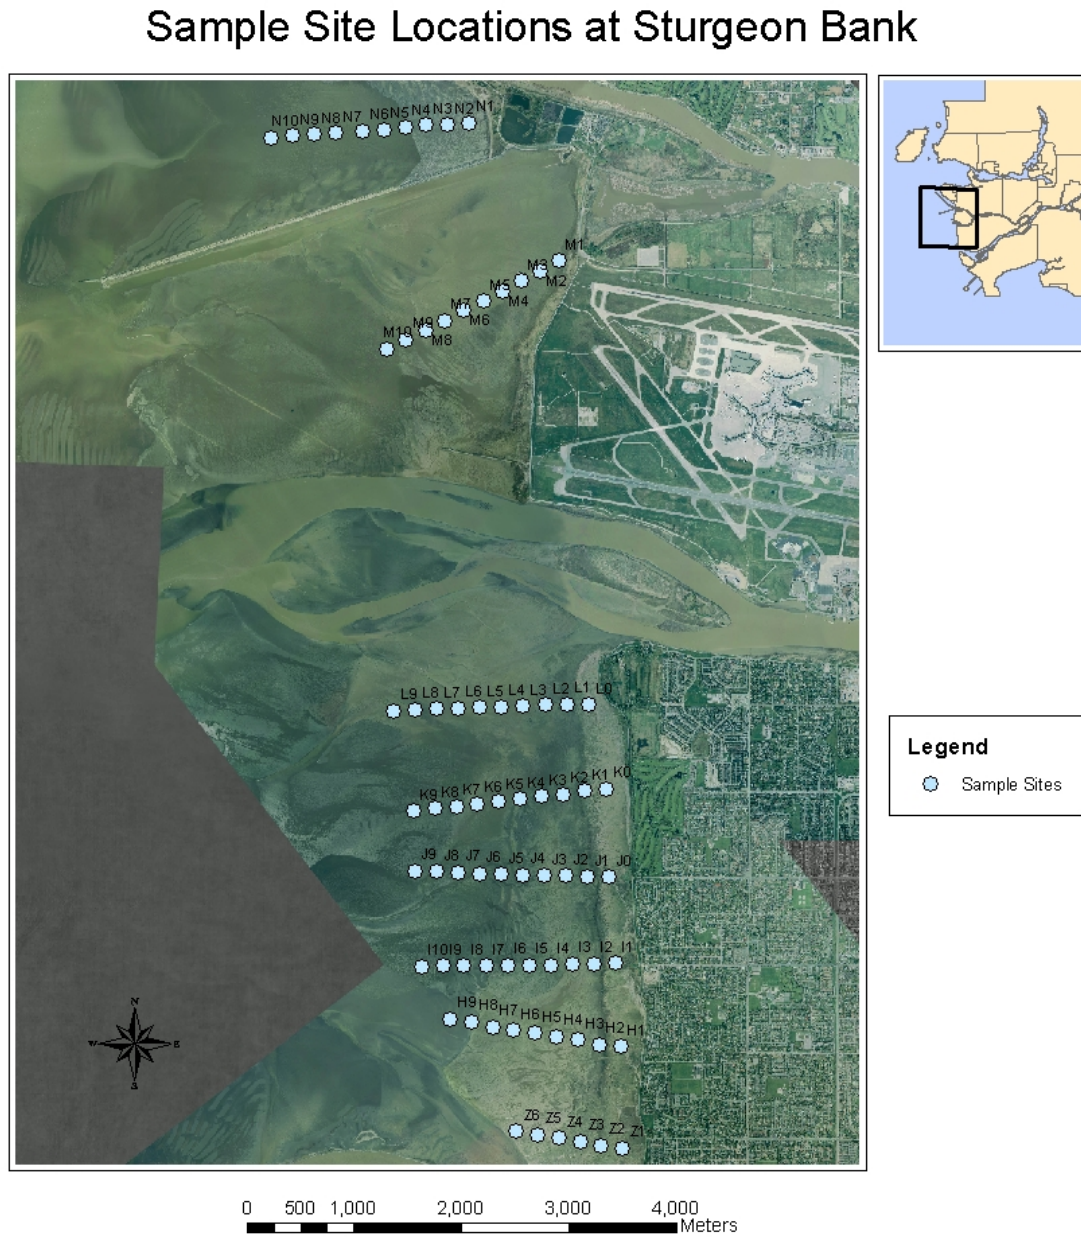 Sample Site Locations at Sturgeon Bank
N10 N9 N8 N7 N6 N5 N4 N3 N2 N1
M1
M3
M2
M5
M4
M7
M6
M9
M10
M8
L9 L8 L7 L6 L5 L4 L3 L2 L1 L0
K9 K8 K7 K6 K5 K4 K3 K2 K1 K0
J9 J8 J7 J6 J5 J4 J3 J2 J1 J0
I10 I9 I8 I7 I6 I5 I4 I3 I2 I1
H9 H8 H7 H6 H5 H4 H3 H2 H1
Z6 Z5 Z4 Z3 Z2 Z1
N
W E
S
Legend
Sample Sites
0 500 1,000 2,000 3,000 4,000
Meters